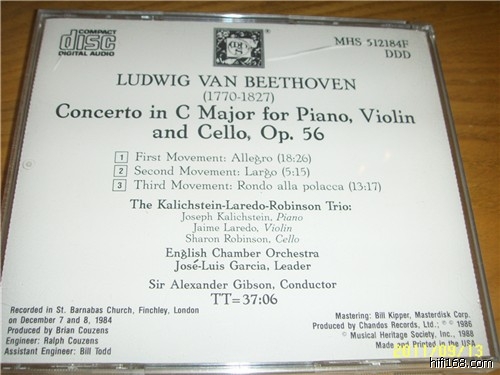 COMPACT
disc
DIGITAL AUDIO
MHS 512184F
DDD
LUDWIG VAN BEETHOVEN
(1770-1827)
Concerto in C Major for Piano, Violin
and Cello, Op. 56
1 First Movement: Allegro (18:26)
2 Second Movement: Largo (5:15)
3 Third Movement: Rondo alla polacca (13:17)
The Kalichstein-Laredo-Robinson Trio:
Joseph Kalichstein, Piano
Jaime Laredo, Violin
Sharon Robinson, Cello
English Chamber Orchestra
José-Luis Garcia, Leader
Sir Alexander Gibson, Conductor
TT=37:06
Recorded in St. Barnabas Church, Finchley, London
on December 7 and 8, 1984
Produced by Brian Couzens
Engineer: Ralph Couzens
Assistant Engineer: Bill Todd
Mastering: Bill Kipper, Masterdisk Corp.
Produced by Chandos Records, Ltd.; ℗ © 1986
© Musical Heritage Society, Inc., 1988
Made and Printed in the USA
2011/09/13
hifi168.com